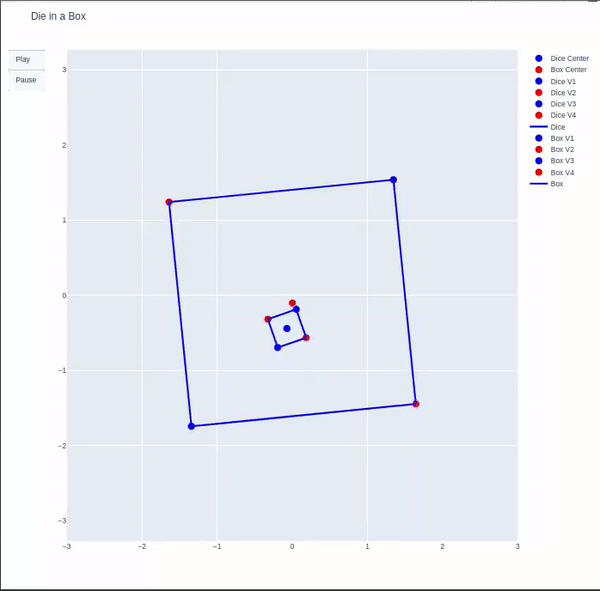 Die in a Box
Play
Pause
Dice Center
Box Center
Dice V1
Dice V2
Dice V3
Dice V4
Dice
Box V1
Box V2
Box V3
Box V4
Box
3
2
1
0
−1
−2
−3
−3 −2 −1 0 1 2 3